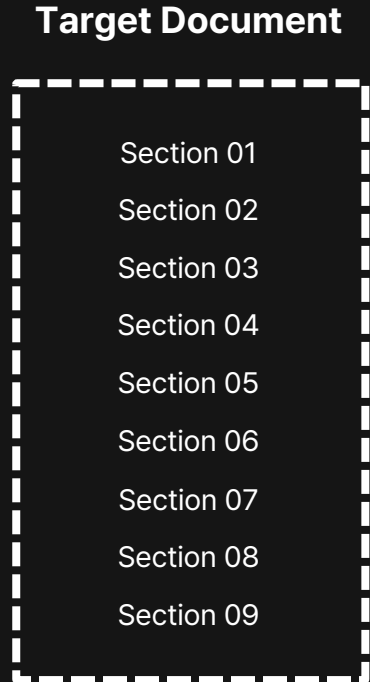 Target Document
Section 01
Section 02
Section 03
Section 04
Section 05
Section 06
Section 07
Section 08
Section 09